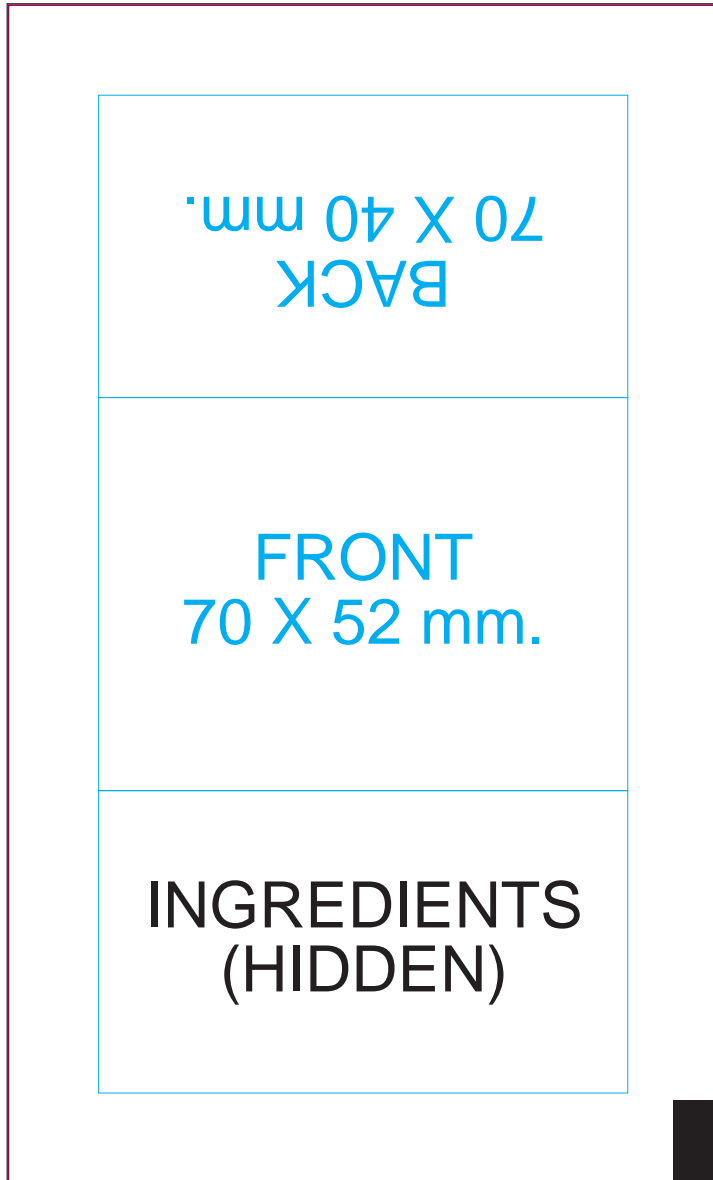 BACK
70 X 40 mm.
FRONT
70 X 52 mm.
INGREDIENTS
(HIDDEN)